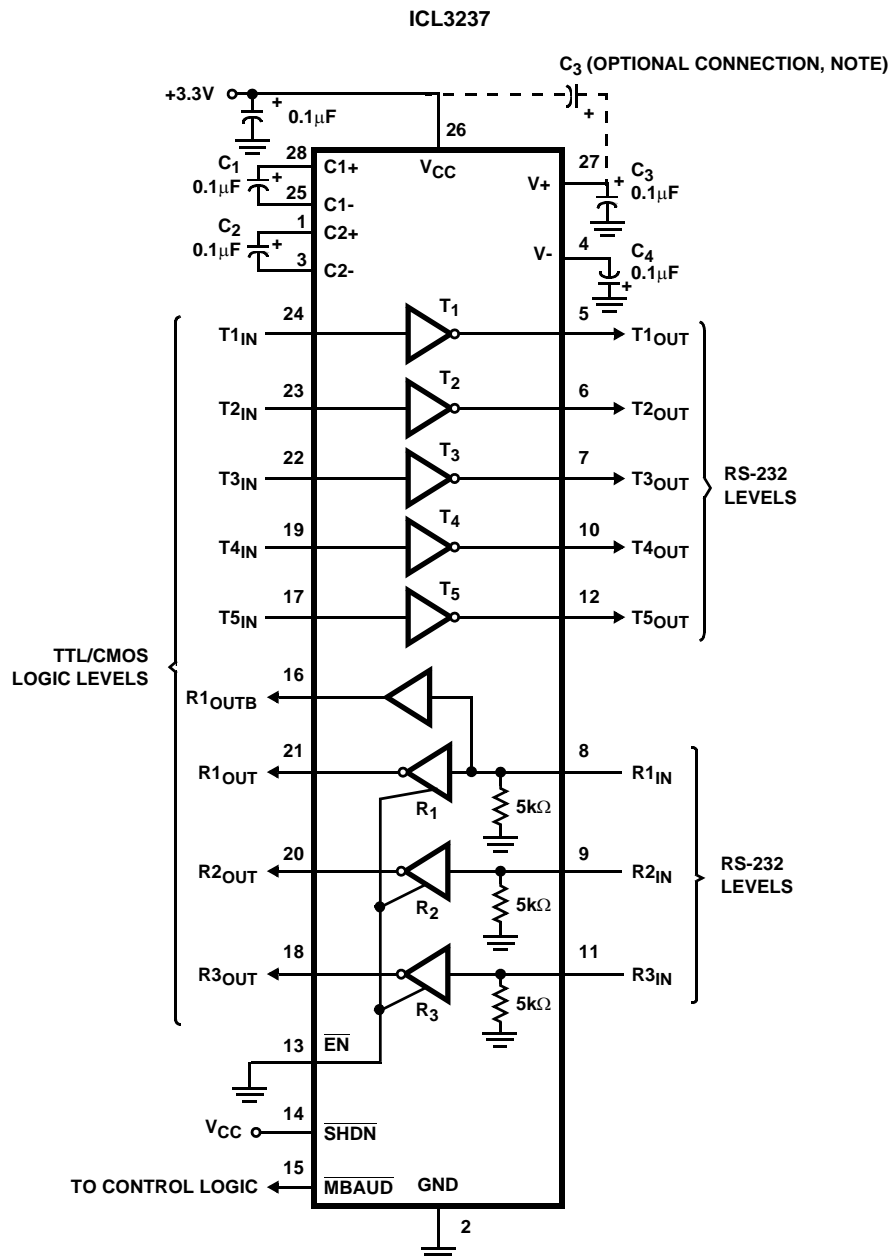 ICL3237
C3 (OPTIONAL CONNECTION, NOTE)
+3.3V
+
0.1μF
+
26
28
C1
0.1μF
+
C1+
VCC
27
V+
+
C3
0.1μF
25
C1-
1
C2
0.1μF
+
C2+
3
C2-
4
V-
C4
0.1μF
+
T1IN
24
T1
5
T1OUT
T2IN
23
T2
6
T2OUT
T3IN
22
T3
7
T3OUT
RS-232
LEVELS
T4IN
19
T4
10
T4OUT
T5IN
17
T5
12
T5OUT
TTL/CMOS
LOGIC LEVELS
R1OUTB
16
R1OUT
21
R1
8
R1IN
5kΩ
R2OUT
20
R2
9
R2IN
5kΩ
RS-232
LEVELS
R3OUT
18
R3
11
R3IN
5kΩ
13
EN
VCC
14
SHDN
TO CONTROL LOGIC
15
MBAUD
GND
2